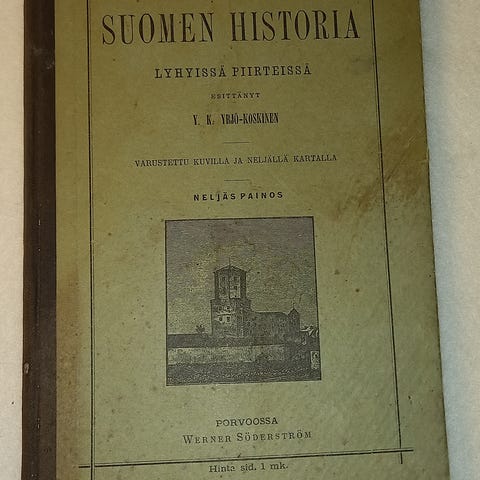 SUOMEN HISTORIA
LYHYISSÄ PIIRTEISSÄ
ESITTÄNYT
Y. K. YRJÖ-KOSKINEN
VARUSTETTU KUVILLA JA NELJÄLLÄ KARTALLA
NELJÄS PAINOS
PORVOOSSA
WERNER SÖDERSTRÖM
Hinta sid. 1 mk.